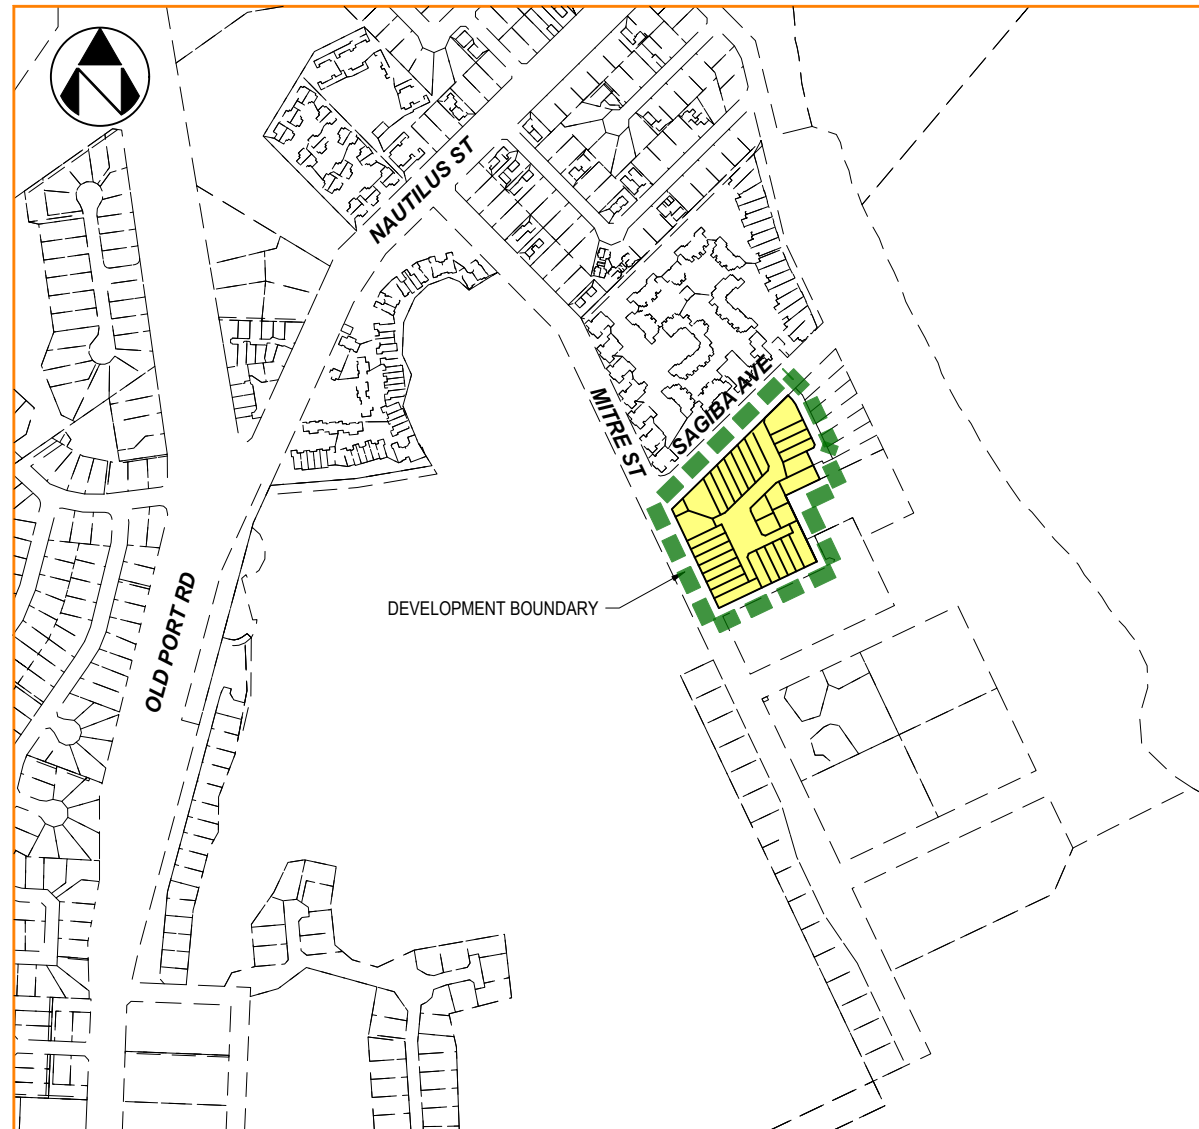 N
NAUTILUS ST
MITRE ST
SAGIBA AVE
DEVELOPMENT BOUNDARY
OLD PORT RD